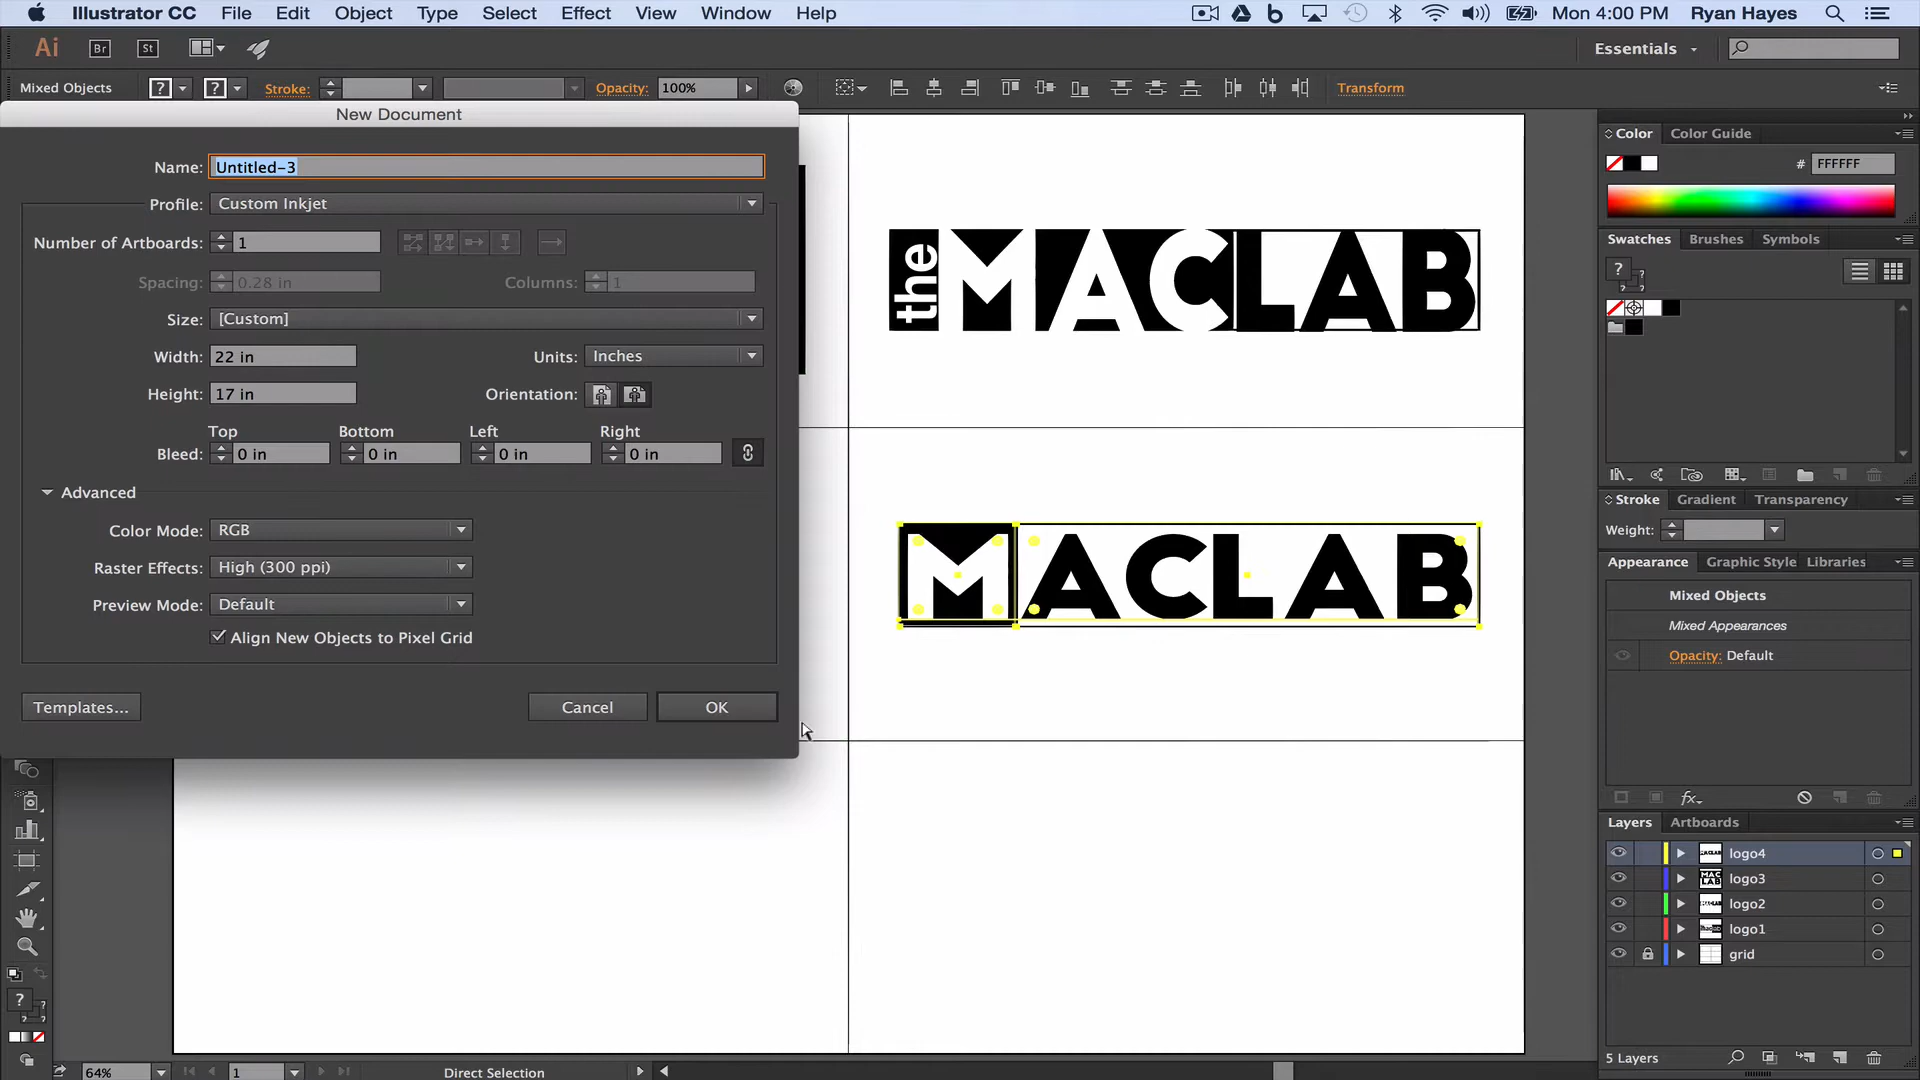 Illustrator CC File Edit Object Type Select Effect View Window Help Mon 4:00 PM Ryan Hayes
Ai Br St Essentials
Mixed Objects ? ? Stroke: Opacity: 100% Transform
New Document
Name: Untitled-3
Profile: Custom Inkjet
Number of Artboards: 1
Spacing: 0.28 in Columns: 1
Size: [Custom]
Width: 22 in Units: Inches
Height: 17 in Orientation:
Top Bottom Left Right
Bleed: 0 in 0 in 0 in 0 in
Advanced
Color Mode: RGB
Raster Effects: High (300 ppi)
Preview Mode: Default
Align New Objects to Pixel Grid
Templates... Cancel OK
the MACLAB
MACLAB
Color Color Guide
# FFFFFF
Swatches Brushes Symbols
?
?
Stroke Gradient Transparency
Weight:
Appearance Graphic Style Libraries
Mixed Objects
Mixed Appearances
Opacity: Default
fx
Layers Artboards
logo4
logo3
logo2
logo1
grid
5 Layers
?
?
64% 1 Direct Selection